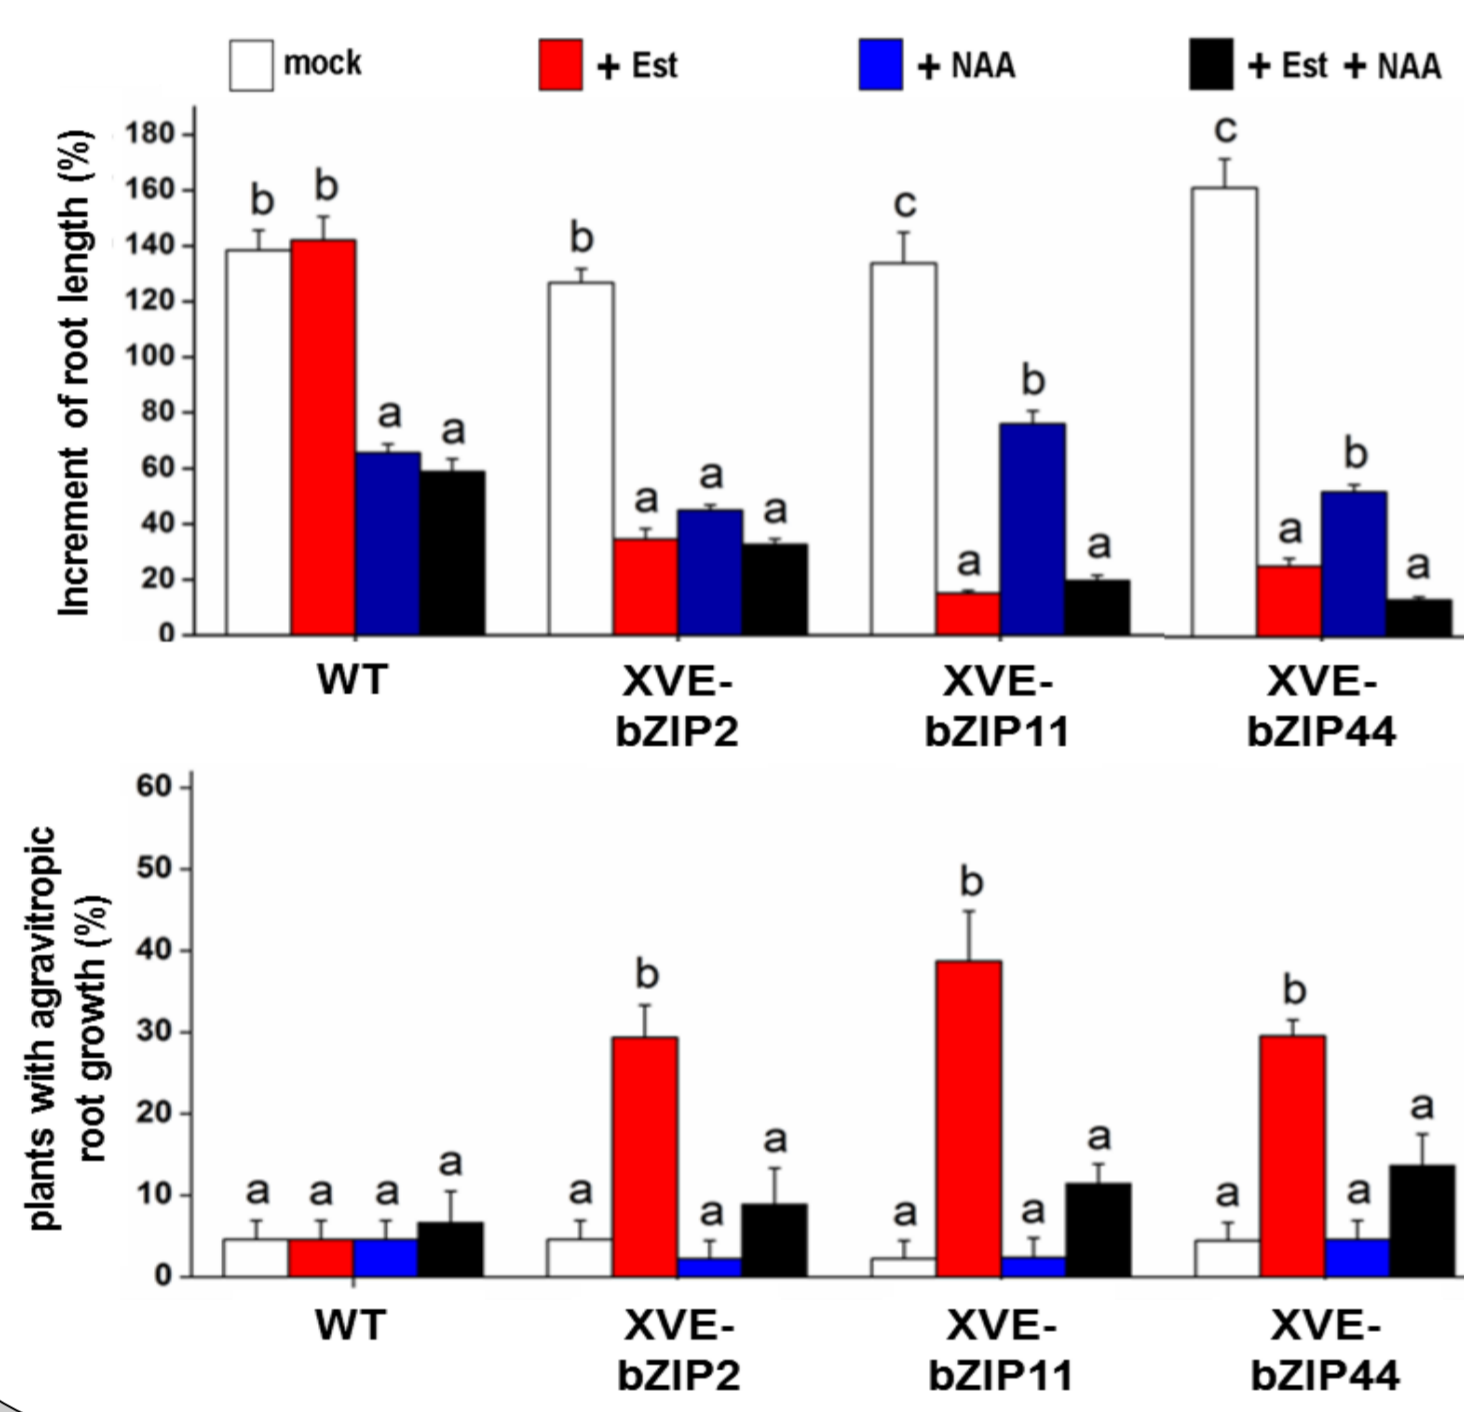 mock + Est + NAA + Est + NAA
Increment of root length (%)
180
160
140
120
100
80
60
40
20
0
b b a a b a a a c a b a c a b a
WT XVE- XVE- XVE-
bZIP2 bZIP11 bZIP44
plants with agravitropic
root growth (%)
60
50
40
30
20
10
0
a a a a a b a a a b a a a b a a
WT XVE- XVE- XVE-
bZIP2 bZIP11 bZIP44